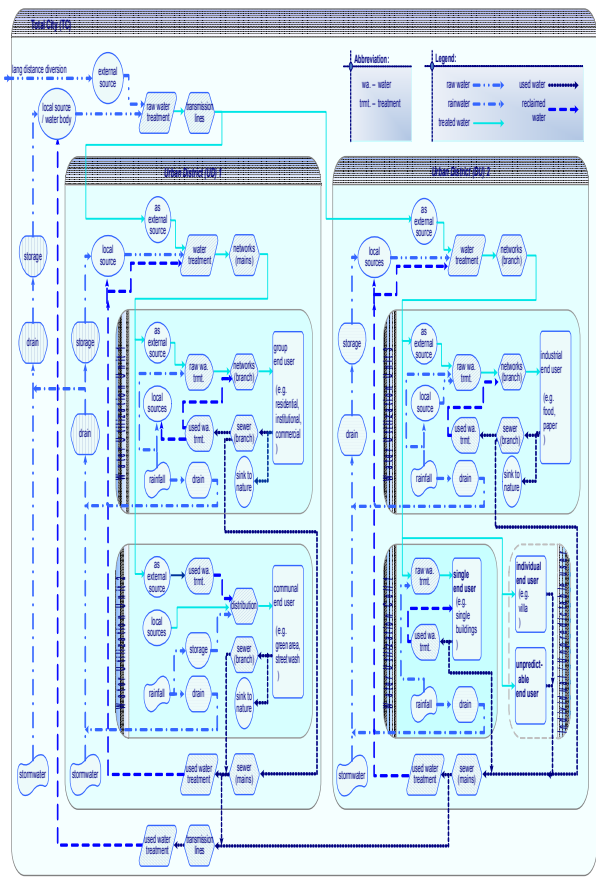 Total City (TC)
lang distance diversion
external
source
local source
/ water body
raw water
treatment
transmission
lines
Abbreviation:
wa. – water
trmt. – treatment
Legend:
raw water
rainwater
treated water
used water
reclaimed
water
Urban District (UD) 1
as
external
source
local
sources
water
treatment
networks
(mains)
storage
drain
storage
drain
as
external
source
raw wa.
trmt.
networks
(branch)
local
sources
used wa.
trmt.
sewer
(branch)
rainfall
drain
sink to
nature
group
end user
(e.g.
residential,
institutional,
commercial
)
as
external
source
used wa.
trmt.
local
sources
distribution
storage
sewer
(branch)
rainfall
drain
sink to
nature
communal
end user
(e.g.
green area,
street wash
)
stormwater
stormwater
used water
treatment
sewer
(mains)
used water
treatment
transmission
lines
Urban District (DU) 2
as
external
source
local
sources
water
treatment
networks
(branch)
storage
drain
as
external
source
raw wa.
trmt.
networks
(branch)
local
source
used wa.
trmt.
sewer
(branch)
rainfall
drain
sink to
nature
industrial
end user
(e.g.
food,
paper
)
raw wa.
trmt.
used wa.
trmt.
rainfall
drain
single
end user
(e.g.
single
buildings
)
individual
end user
(e.g.
villa
)
unpredict-
able
end user
stormwater
used water
treatment
sewer
(mains)